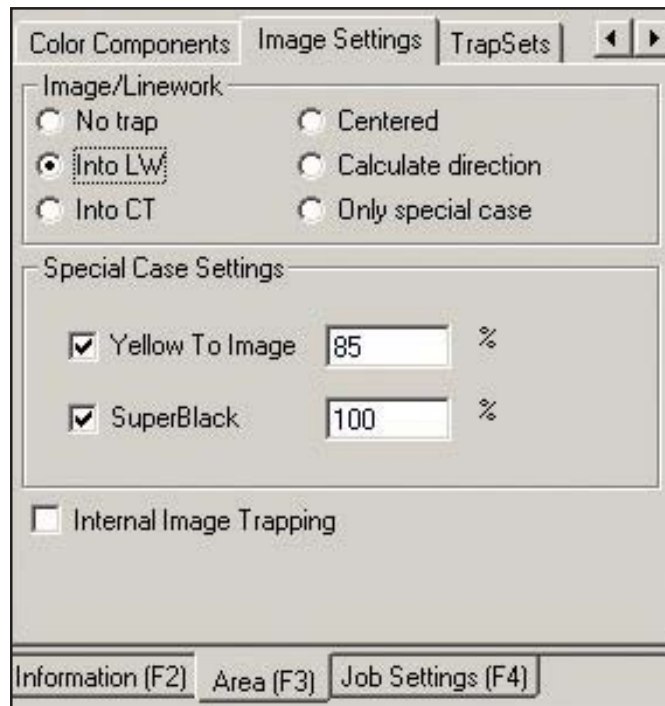 Color Components Image Settings TrapSets
Image/Linework
No trap Centered
Into LW Calculate direction
Into CT Only special case
Special Case Settings
Yellow To Image 85 %
SuperBlack 100 %
Internal Image Trapping
Information (F2) Area (F3) Job Settings (F4)